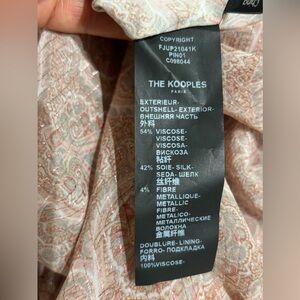 COPYRIGHT
FJUP21041K
PIN01
C098044
THE KOOPLES
PARIS
EXTERIEUR-
OUTSHELL- EXTERIOR-
ВНЕШНЯЯ ЧАСТЬ
外料
54% VISCOSE-
VISCOSA-
ВИСКОЗА
粘纤
42% SOIE- SILK-
SEDA- ШЕЛК
丝纤维
4% FIBRE
METALLIQUE-
METALLIC
FIBRE-
METALICO-
МЕТАЛЛИЧЕСКИЕ
ВОЛОКНА
金属纤维
DOUBLURE- LINING-
FORRO- ПОДКЛАДКА
内料
100%VISCOSE-